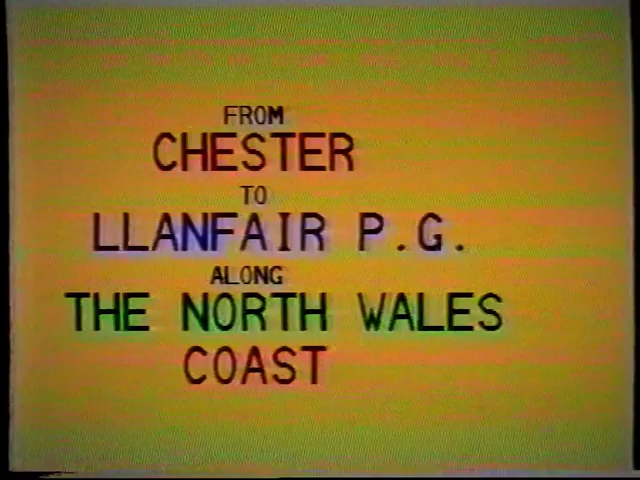 FROM
CHESTER
TO
LLANFAIR P.G.
ALONG
THE NORTH WALES
COAST